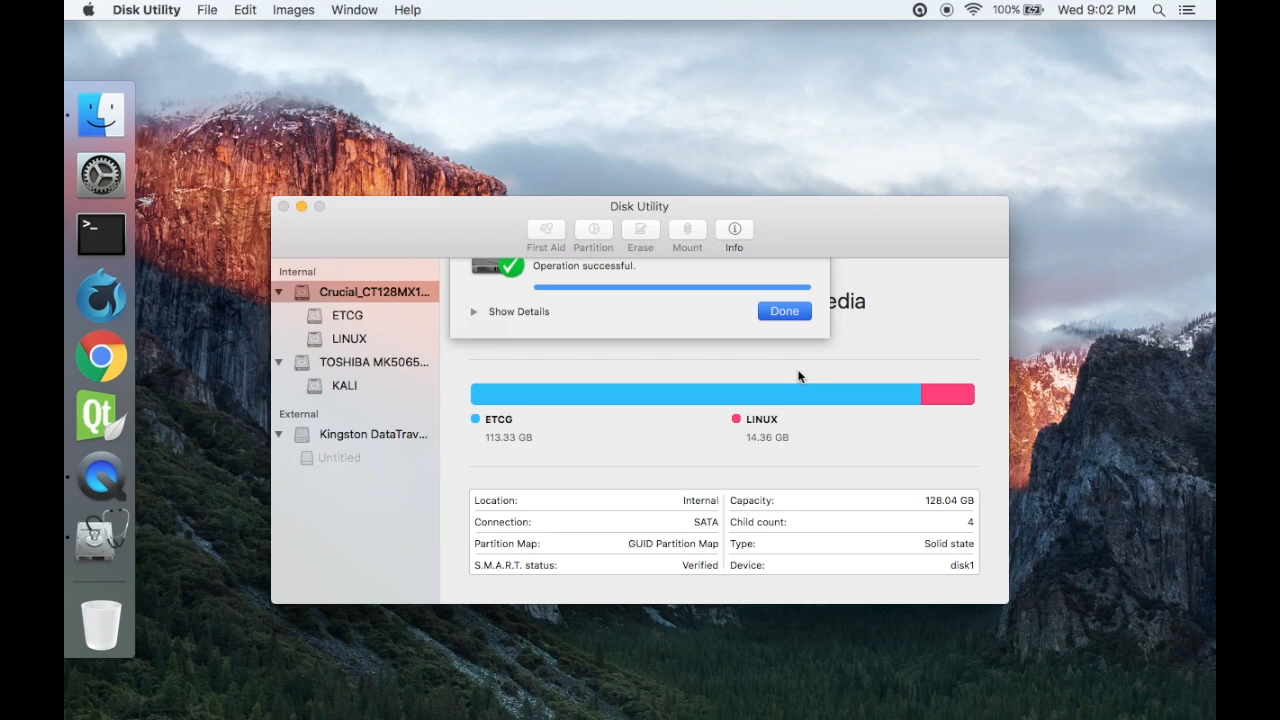 Disk Utility File Edit Images Window Help 100% Wed 9:02 PM
Disk Utility
First Aid Partition Erase Mount Info
Internal
Crucial_CT128MX1...
ETCG
LINUX
TOSHIBA MK5065...
KALI
External
Kingston DataTrav...
Untitled
Operation successful.
Show Details Done
edia
ETCG LINUX
113.33 GB 14.36 GB
Location: Internal Capacity: 128.04 GB
Connection: SATA Child count: 4
Partition Map: GUID Partition Map Type: Solid state
S.M.A.R.T. status: Verified Device: disk1
>_
Qt